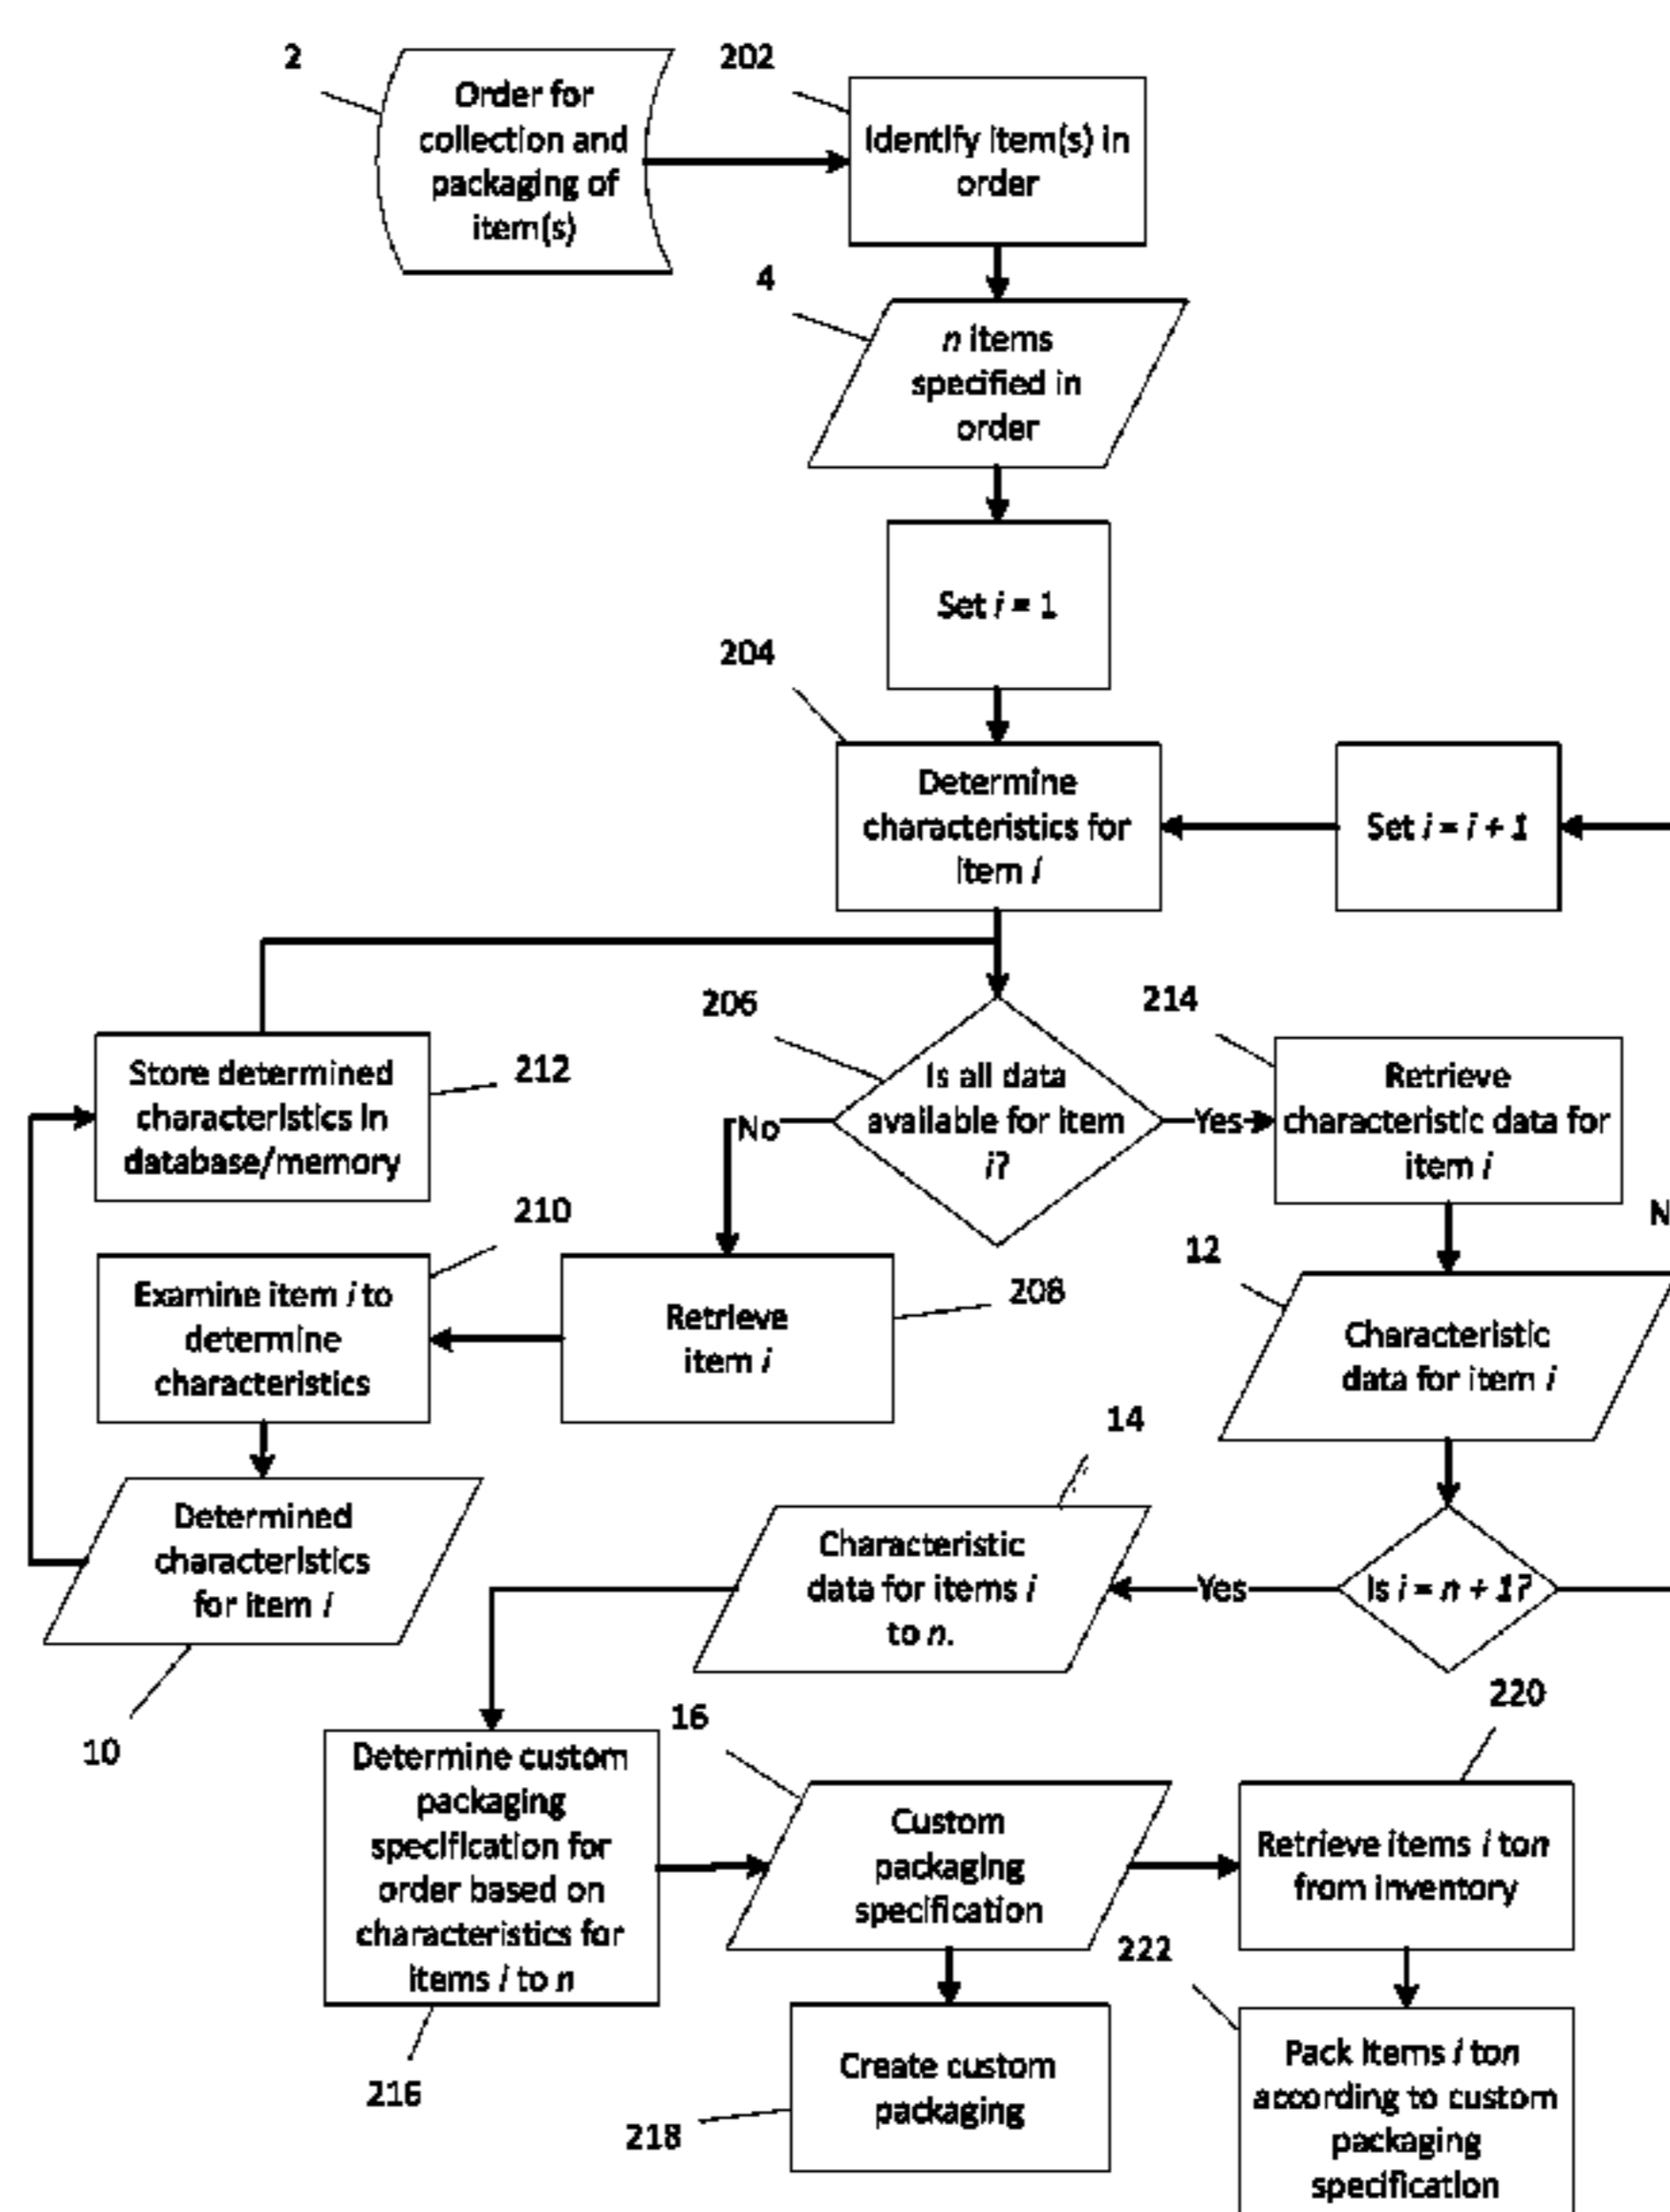 2
Order for
collection and
packaging of
item(s)
202
Identify item(s) in
order
4
n items
specified in
order
Set i = 1
204
Determine
characteristics for
item i
Set i = i + 1
206
Is all data
available for item
i?
No
Yes
214
Retrieve
characteristic data for
item i
212
Store determined
characteristics in
database/memory
210
Examine item i to
determine
characteristics
208
Retrieve
item i
12
Characteristic
data for item i
N
14
Characteristic
data for items i
to n.
Yes
Is i = n + 1?
Determined
characteristics
for item i
10
Determine custom
packaging
specification for
order based on
characteristics for
items i to n
216
16
Custom
packaging
specification
220
Retrieve items i ton
from inventory
218
Create custom
packaging
222
Pack items i ton
according to custom
packaging
specification